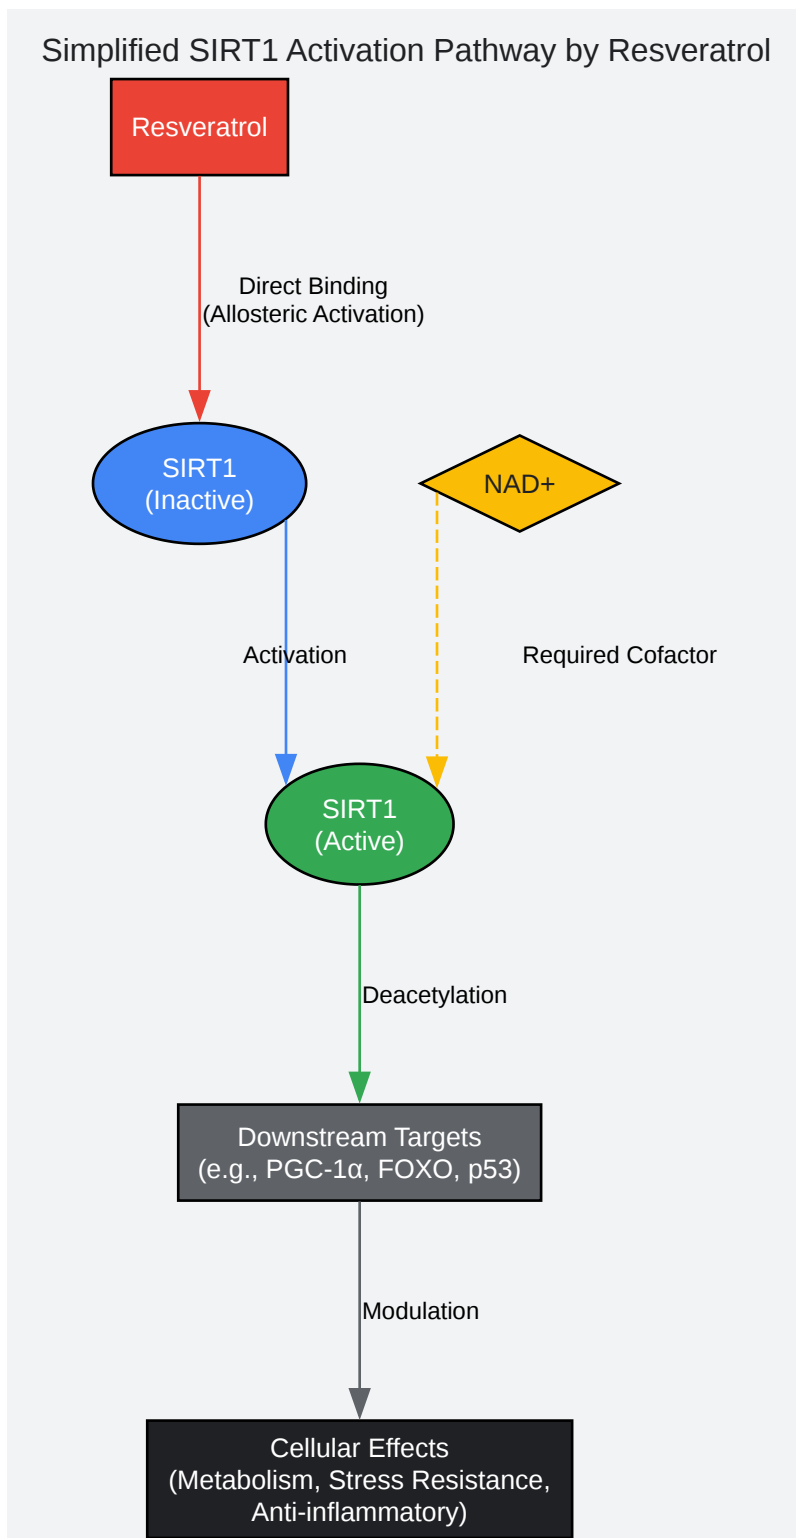 Simplified SIRT1 Activation Pathway by Resveratrol
Resveratrol
Direct Binding
(Allosteric Activation)
SIRT1
(Inactive)
NAD+
Activation
Required Cofactor
SIRT1
(Active)
Deacetylation
Downstream Targets
(e.g., PGC-1α, FOXO, p53)
Modulation
Cellular Effects
(Metabolism, Stress Resistance,
Anti-inflammatory)